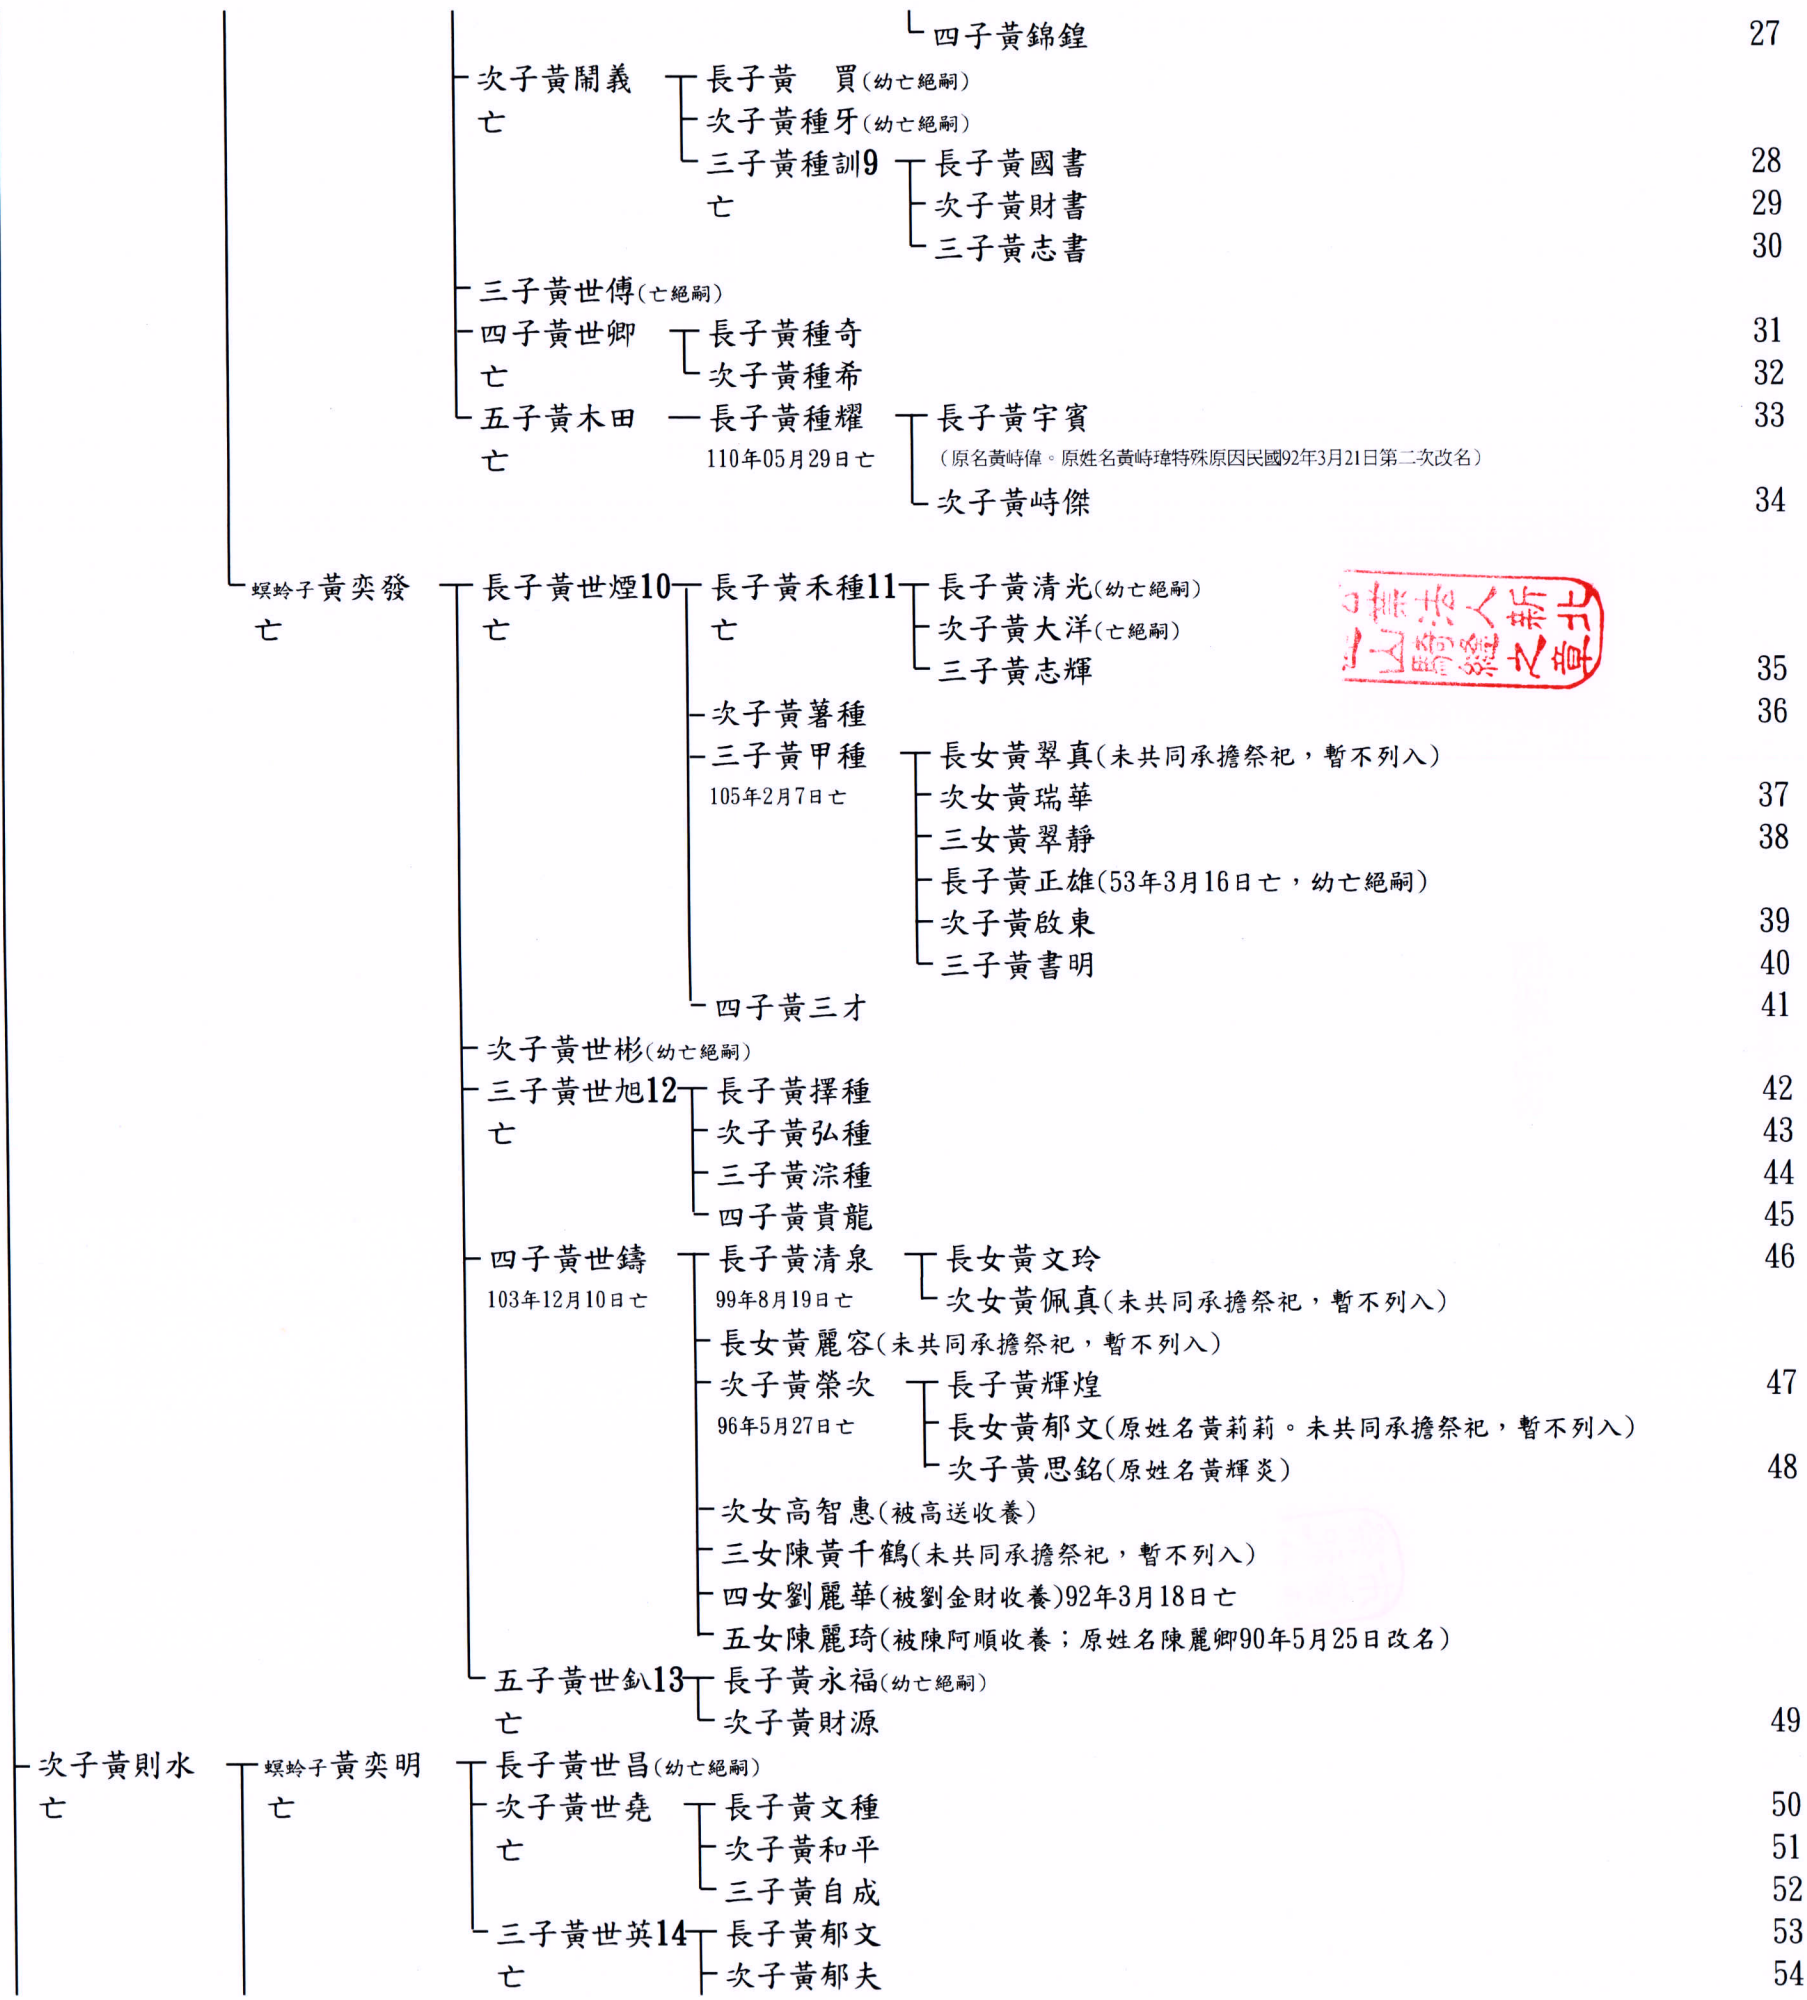 四子黃錦鍠 27
次子黃鬧義 長子黃　買(幼亡絕嗣)
亡 次子黃種牙(幼亡絕嗣)
三子黃種訓9 長子黃國書 28
亡 次子黃財書 29
三子黃志書 30
三子黃世傳(亡絕嗣)
四子黃世卿 長子黃種奇 31
亡 次子黃種希 32
五子黃木田 長子黃種耀 長子黃宇賓 33
亡 110年05月29日亡 (原名黃峙偉。原姓名黃峙瑋特殊原因民國92年3月21日第二次改名)
次子黃峙傑 34
螟蛉子黃奕發 長子黃世煙10 長子黃禾種11 長子黃清光(幼亡絕嗣)
亡 亡 亡 次子黃大洋(亡絕嗣)
三子黃志輝 35
次子黃薯種 36
三子黃甲種 長女黃翠真(未共同承擔祭祀，暫不列入)
105年2月7日亡 次女黃瑞華 37
三女黃翠靜 38
長子黃正雄(53年3月16日亡，幼亡絕嗣)
次子黃啟東 39
三子黃書明 40
四子黃三才 41
次子黃世彬(幼亡絕嗣)
三子黃世旭12 長子黃擇種 42
亡 次子黃弘種 43
三子黃淙種 44
四子黃貴龍 45
四子黃世鑄 長子黃清泉 長女黃文玲 46
103年12月10日亡 99年8月19日亡 次女黃佩真(未共同承擔祭祀，暫不列入)
長女黃麗容(未共同承擔祭祀，暫不列入)
次子黃榮次 長子黃輝煌 47
96年5月27日亡 長女黃郁文(原姓名黃莉莉。未共同承擔祭祀，暫不列入)
次子黃思銘(原姓名黃輝炎) 48
次女高智惠(被高送收養)
三女陳黃千鶴(未共同承擔祭祀，暫不列入)
四女劉麗華(被劉金財收養)92年3月18日亡
五女陳麗琦(被陳阿順收養；原姓名陳麗卿90年5月25日改名)
五子黃世釟13 長子黃永福(幼亡絕嗣)
亡 次子黃財源 49
次子黃則水 螟蛉子黃奕明 長子黃世昌(幼亡絕嗣)
亡 亡 次子黃世堯 長子黃文種 50
亡 次子黃和平 51
三子黃自成 52
三子黃世英14 長子黃郁文 53
亡 次子黃郁夫 54